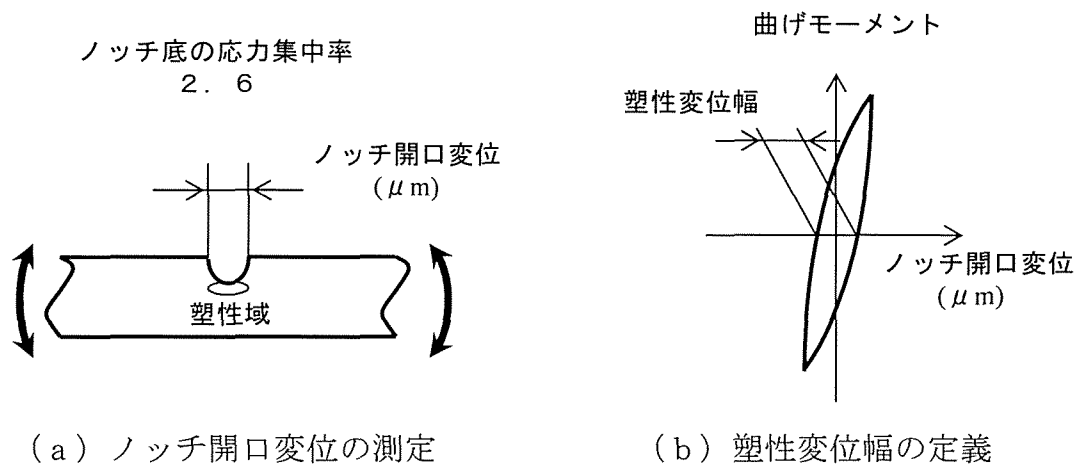 ノッチ底の応力集中率
2.6
ノッチ開口変位
(μm)
塑性域
(a)ノッチ開口変位の測定
曲げモーメント
塑性変位幅
ノッチ開口変位
(μm)
(b)塑性変位幅の定義